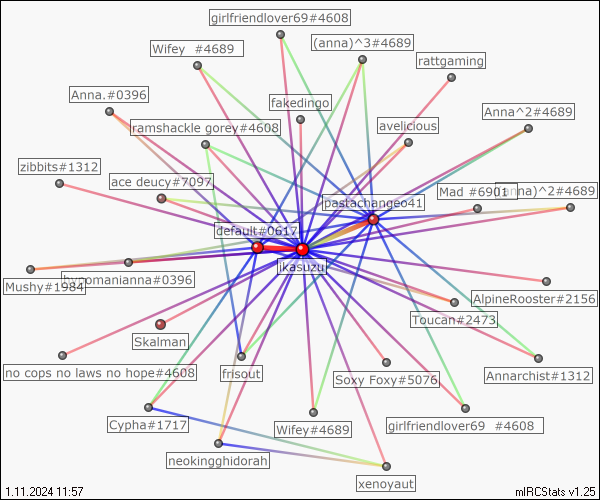 girlfriendlover69#4608
Wifey #4689
(anna)^3#4689
rattgaming
Anna.#0396
fakedingo
Anna^2#4689
ramshackle gorey#4608
avelicious
zibbits#1312
ace deucy#7097
Mad #6901
nna)^2#4689
pastachangeo41
default#0617
ikasuzu
Mushy#1984
romanianna#0396
AlpineRooster#2156
Toucan#2473
Skalman
no cops no laws no hope#4608
frisout
Soxy Foxy#5076
Annarchist#1312
Cypha#1717
Wifey#4689
girlfriendlover69 #4608
neokingghidorah
xenoyaut
1.11.2024 11:57
mIRCStats v1.25